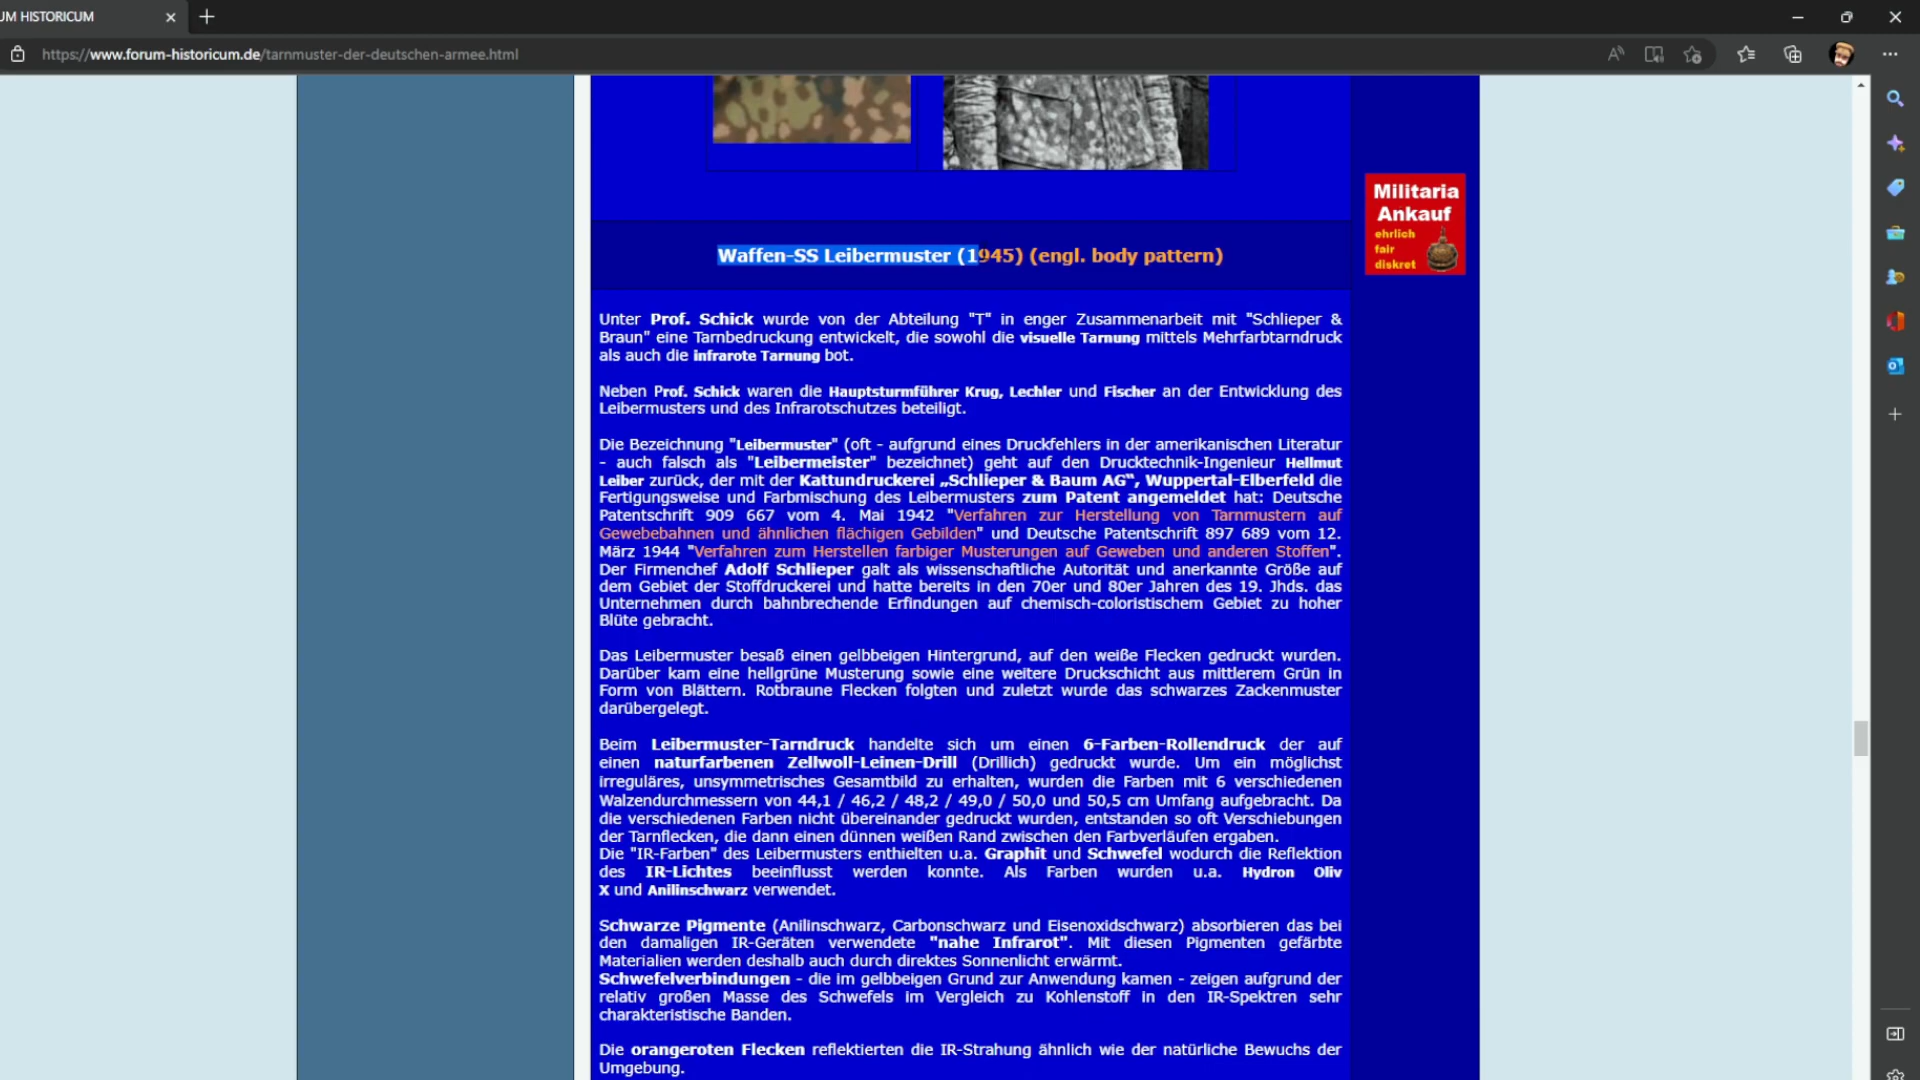 UM HISTORICUM
https://www.forum-historicum.de/tarnmuster-der-deutschen-armee.html
Militaria
Ankauf
ehrlich
fair
diskret
Waffen-SS Leibermuster (1945) (engl. body pattern)
Unter Prof. Schick wurde von der Abteilung "T" in enger Zusammenarbeit mit "Schlieper &
Braun" eine Tarnbedruckung entwickelt, die sowohl die visuelle Tarnung mittels Mehrfarbtarndruck
als auch die infrarote Tarnung bot.
Neben Prof. Schick waren die Hauptsturmführer Krug, Lechler und Fischer an der Entwicklung des
Leibermusters und des Infrarotschutzes beteiligt.
Die Bezeichnung "Leibermuster" (oft - aufgrund eines Druckfehlers in der amerikanischen Literatur
- auch falsch als "Leibermeister" bezeichnet) geht auf den Drucktechnik-Ingenieur Hellmut
Leiber zurück, der mit der Kattundruckerei „Schlieper & Baum AG“, Wuppertal-Elberfeld die
Fertigungsweise und Farbmischung des Leibermusters zum Patent angemeldet hat: Deutsche
Patentschrift 909 667 vom 4. Mai 1942 "Verfahren zur Herstellung von Tarnmustern auf
Gewebebahnen und ähnlichen flächigen Gebilden" und Deutsche Patentschrift 897 689 vom 12.
März 1944 "Verfahren zum Herstellen farbiger Musterungen auf Geweben und anderen Stoffen".
Der Firmenchef Adolf Schlieper galt als wissenschaftliche Autorität und anerkannte Größe auf
dem Gebiet der Stoffdruckerei und hatte bereits in den 70er und 80er Jahren des 19. Jhds. das
Unternehmen durch bahnbrechende Erfindungen auf chemisch-coloristischem Gebiet zu hoher
Blüte gebracht.
Das Leibermuster besaß einen gelbbeigen Hintergrund, auf den weiße Flecken gedruckt wurden.
Darüber kam eine hellgrüne Musterung sowie eine weitere Druckschicht aus mittlerem Grün in
Form von Blättern. Rotbraune Flecken folgten und zuletzt wurde das schwarzes Zackenmuster
darübergelegt.
Beim Leibermuster-Tarndruck handelte sich um einen 6-Farben-Rollendruck der auf
einen naturfarbenen Zellwoll-Leinen-Drill (Drillich) gedruckt wurde. Um ein möglichst
irreguläres, unsymmetrisches Gesamtbild zu erhalten, wurden die Farben mit 6 verschiedenen
Walzendurchmessern von 44,1 / 46,2 / 48,2 / 49,0 / 50,0 und 50,5 cm Umfang aufgebracht. Da
die verschiedenen Farben nicht übereinander gedruckt wurden, entstanden so oft Verschiebungen
der Tarnflecken, die dann einen dünnen weißen Rand zwischen den Farbverläufen ergaben.
Die "IR-Farben" des Leibermusters enthielten u.a. Graphit und Schwefel wodurch die Reflektion
des IR-Lichtes beeinflusst werden konnte. Als Farben wurden u.a. Hydron Oliv
X und Anilinschwarz verwendet.
Schwarze Pigmente (Anilinschwarz, Carbonschwarz und Eisenoxidschwarz) absorbieren das bei
den damaligen IR-Geräten verwendete "nahe Infrarot". Mit diesen Pigmenten gefärbte
Materialien werden deshalb auch durch direktes Sonnenlicht erwärmt.
Schwefelverbindungen - die im gelbbeigen Grund zur Anwendung kamen - zeigen aufgrund der
relativ großen Masse des Schwefels im Vergleich zu Kohlenstoff in den IR-Spektren sehr
charakteristische Banden.
Die orangeroten Flecken reflektierten die IR-Strahung ähnlich wie der natürliche Bewuchs der
Umgebung.